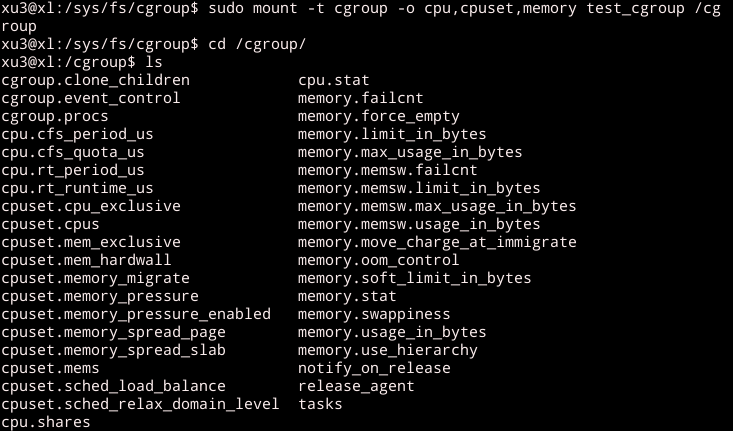 xu3@xl:/sys/fs/cgroup$ sudo mount -t cgroup -o cpu,cpuset,memory test_cgroup /cg
roup
xu3@xl:/sys/fs/cgroup$ cd /cgroup/
xu3@xl:/cgroup$ ls
cgroup.clone_children            cpu.stat
cgroup.event_control             memory.failcnt
cgroup.procs                     memory.force_empty
cpu.cfs_period_us                memory.limit_in_bytes
cpu.cfs_quota_us                 memory.max_usage_in_bytes
cpu.rt_period_us                 memory.memsw.failcnt
cpu.rt_runtime_us                memory.memsw.limit_in_bytes
cpuset.cpu_exclusive             memory.memsw.max_usage_in_bytes
cpuset.cpus                      memory.memsw.usage_in_bytes
cpuset.mem_exclusive             memory.move_charge_at_immigrate
cpuset.mem_hardwall              memory.oom_control
cpuset.memory_migrate            memory.soft_limit_in_bytes
cpuset.memory_pressure           memory.stat
cpuset.memory_pressure_enabled   memory.swappiness
cpuset.memory_spread_page        memory.usage_in_bytes
cpuset.memory_spread_slab        memory.use_hierarchy
cpuset.mems                      notify_on_release
cpuset.sched_load_balance        release_agent
cpuset.sched_relax_domain_level  tasks
cpu.shares